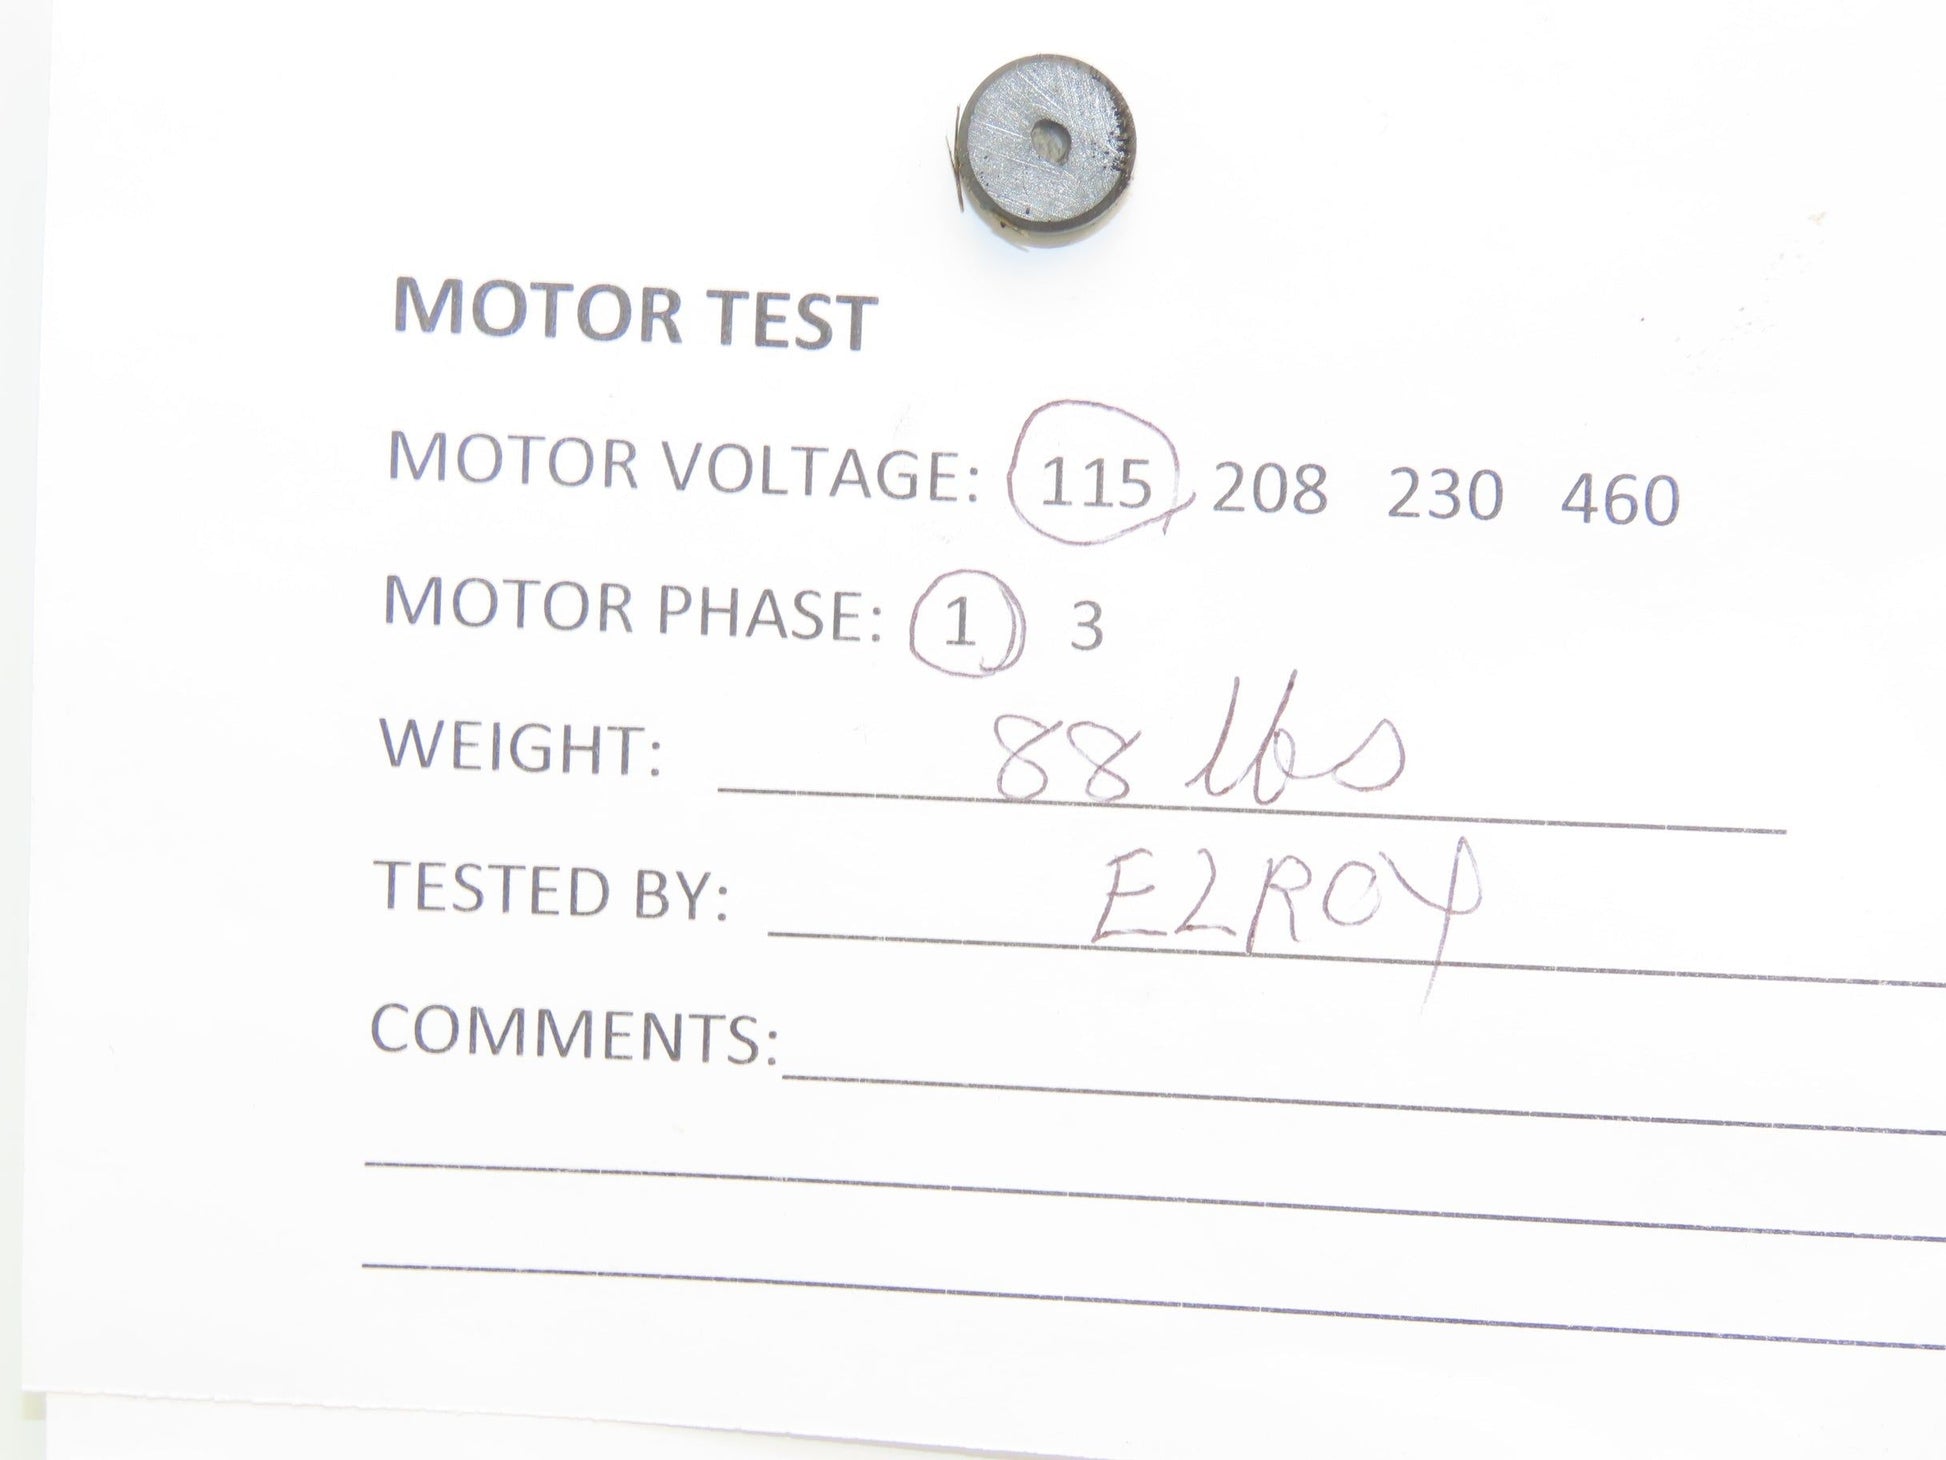 MOTOR TEST
MOTOR VOLTAGE: 115 208 230 460
MOTOR PHASE: 1 3
WEIGHT: 88 lbs
TESTED BY: ELROY
COMMENTS: